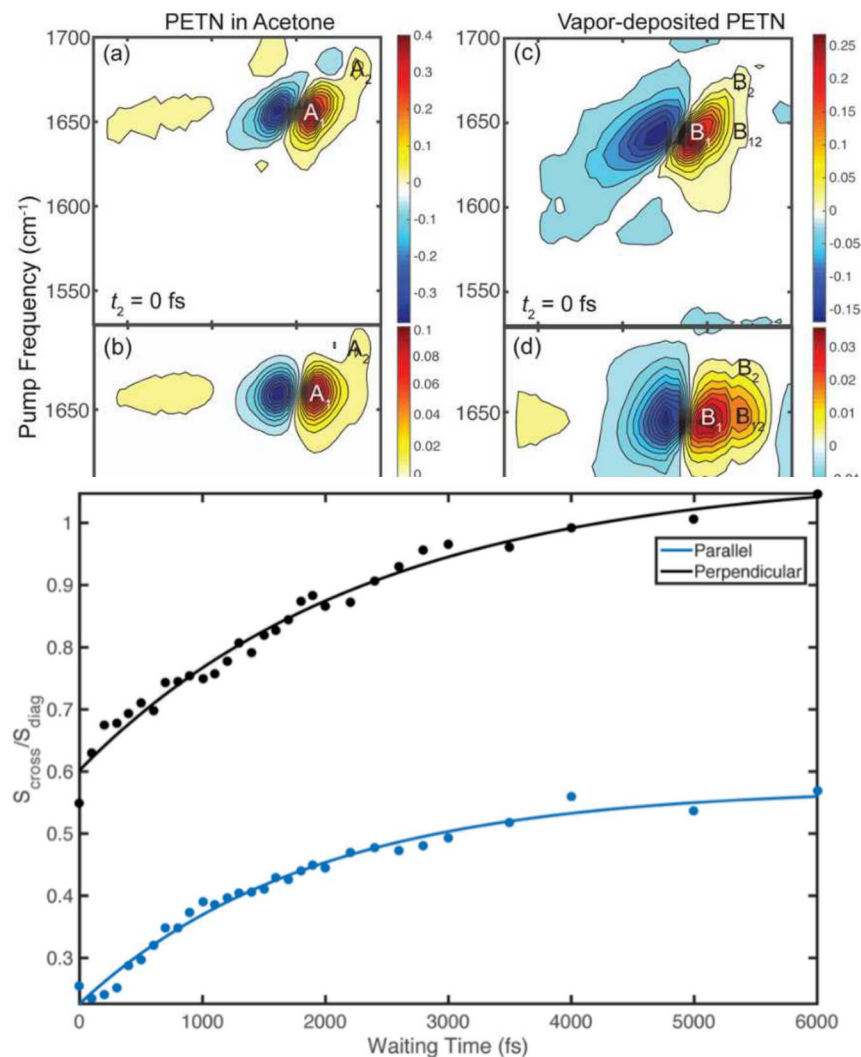 PETN in Acetone
Vapor-deposited PETN
Pump Frequency (cm⁻¹)
1700
1650
1600
1550
(a)
A₂
A₁
t₂ = 0 fs
0.4
0.3
0.2
0.1
0
-0.1
-0.2
-0.3
1700
1650
1600
1550
(c)
B₂
B₁
B₁₂
t₂ = 0 fs
0.25
0.2
0.15
0.1
0.05
0
-0.05
-0.1
-0.15
1650
(b)
A₂
A₁
0.1
0.08
0.06
0.04
0.02
0
1650
(d)
B₂
B₁
B₁₂
0.03
0.02
0.01
0
-0.01
S_cross/S_diag
1
0.9
0.8
0.7
0.6
0.5
0.4
0.3
Parallel
Perpendicular
0 1000 2000 3000 4000 5000 6000
Waiting Time (fs)